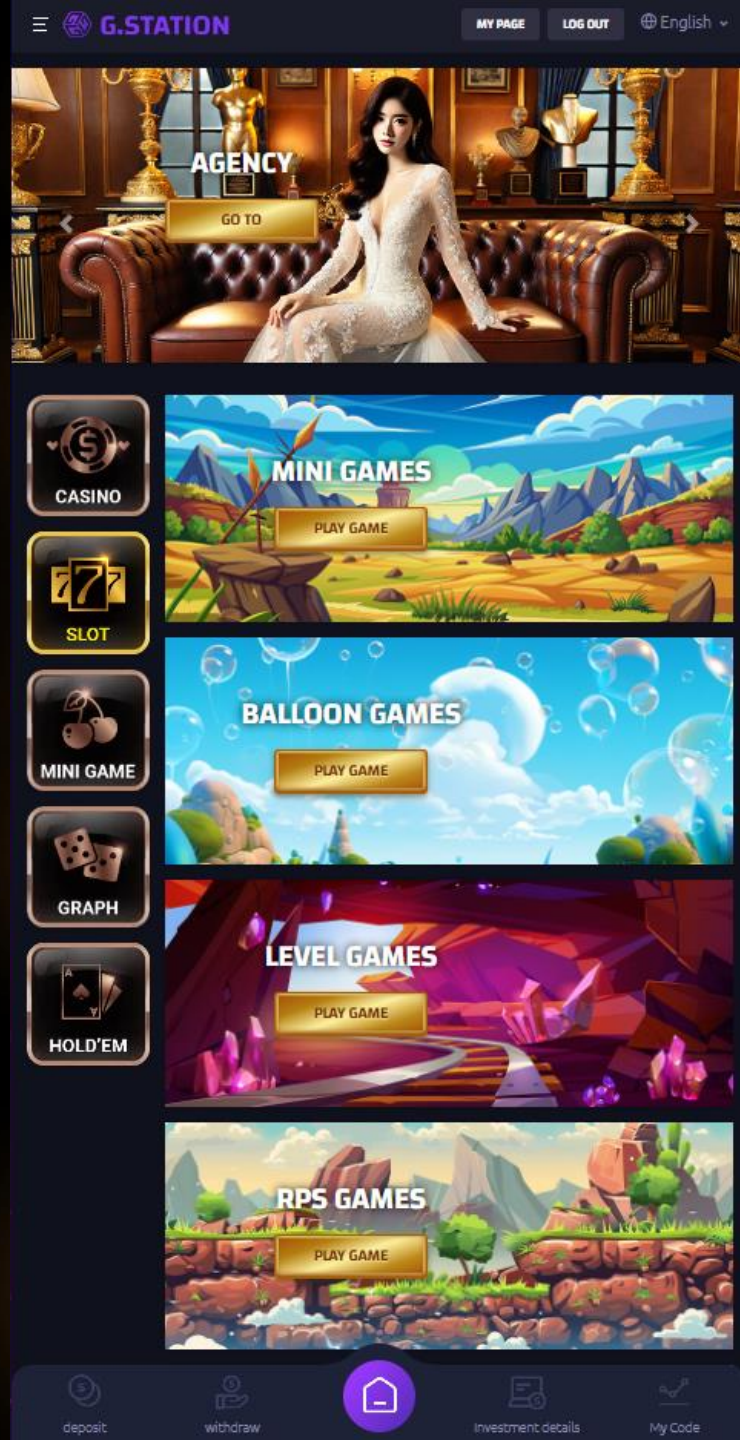 G.STATION
MY PAGE
LOG OUT
English
AGENCY
GO TO
CASINO
777
SLOT
MINI GAME
GRAPH
A
A
HOLD'EM
MINI GAMES
PLAY GAME
BALLOON GAMES
PLAY GAME
LEVEL GAMES
PLAY GAME
RPS GAMES
PLAY GAME
deposit
withdraw
Investment details
My Code